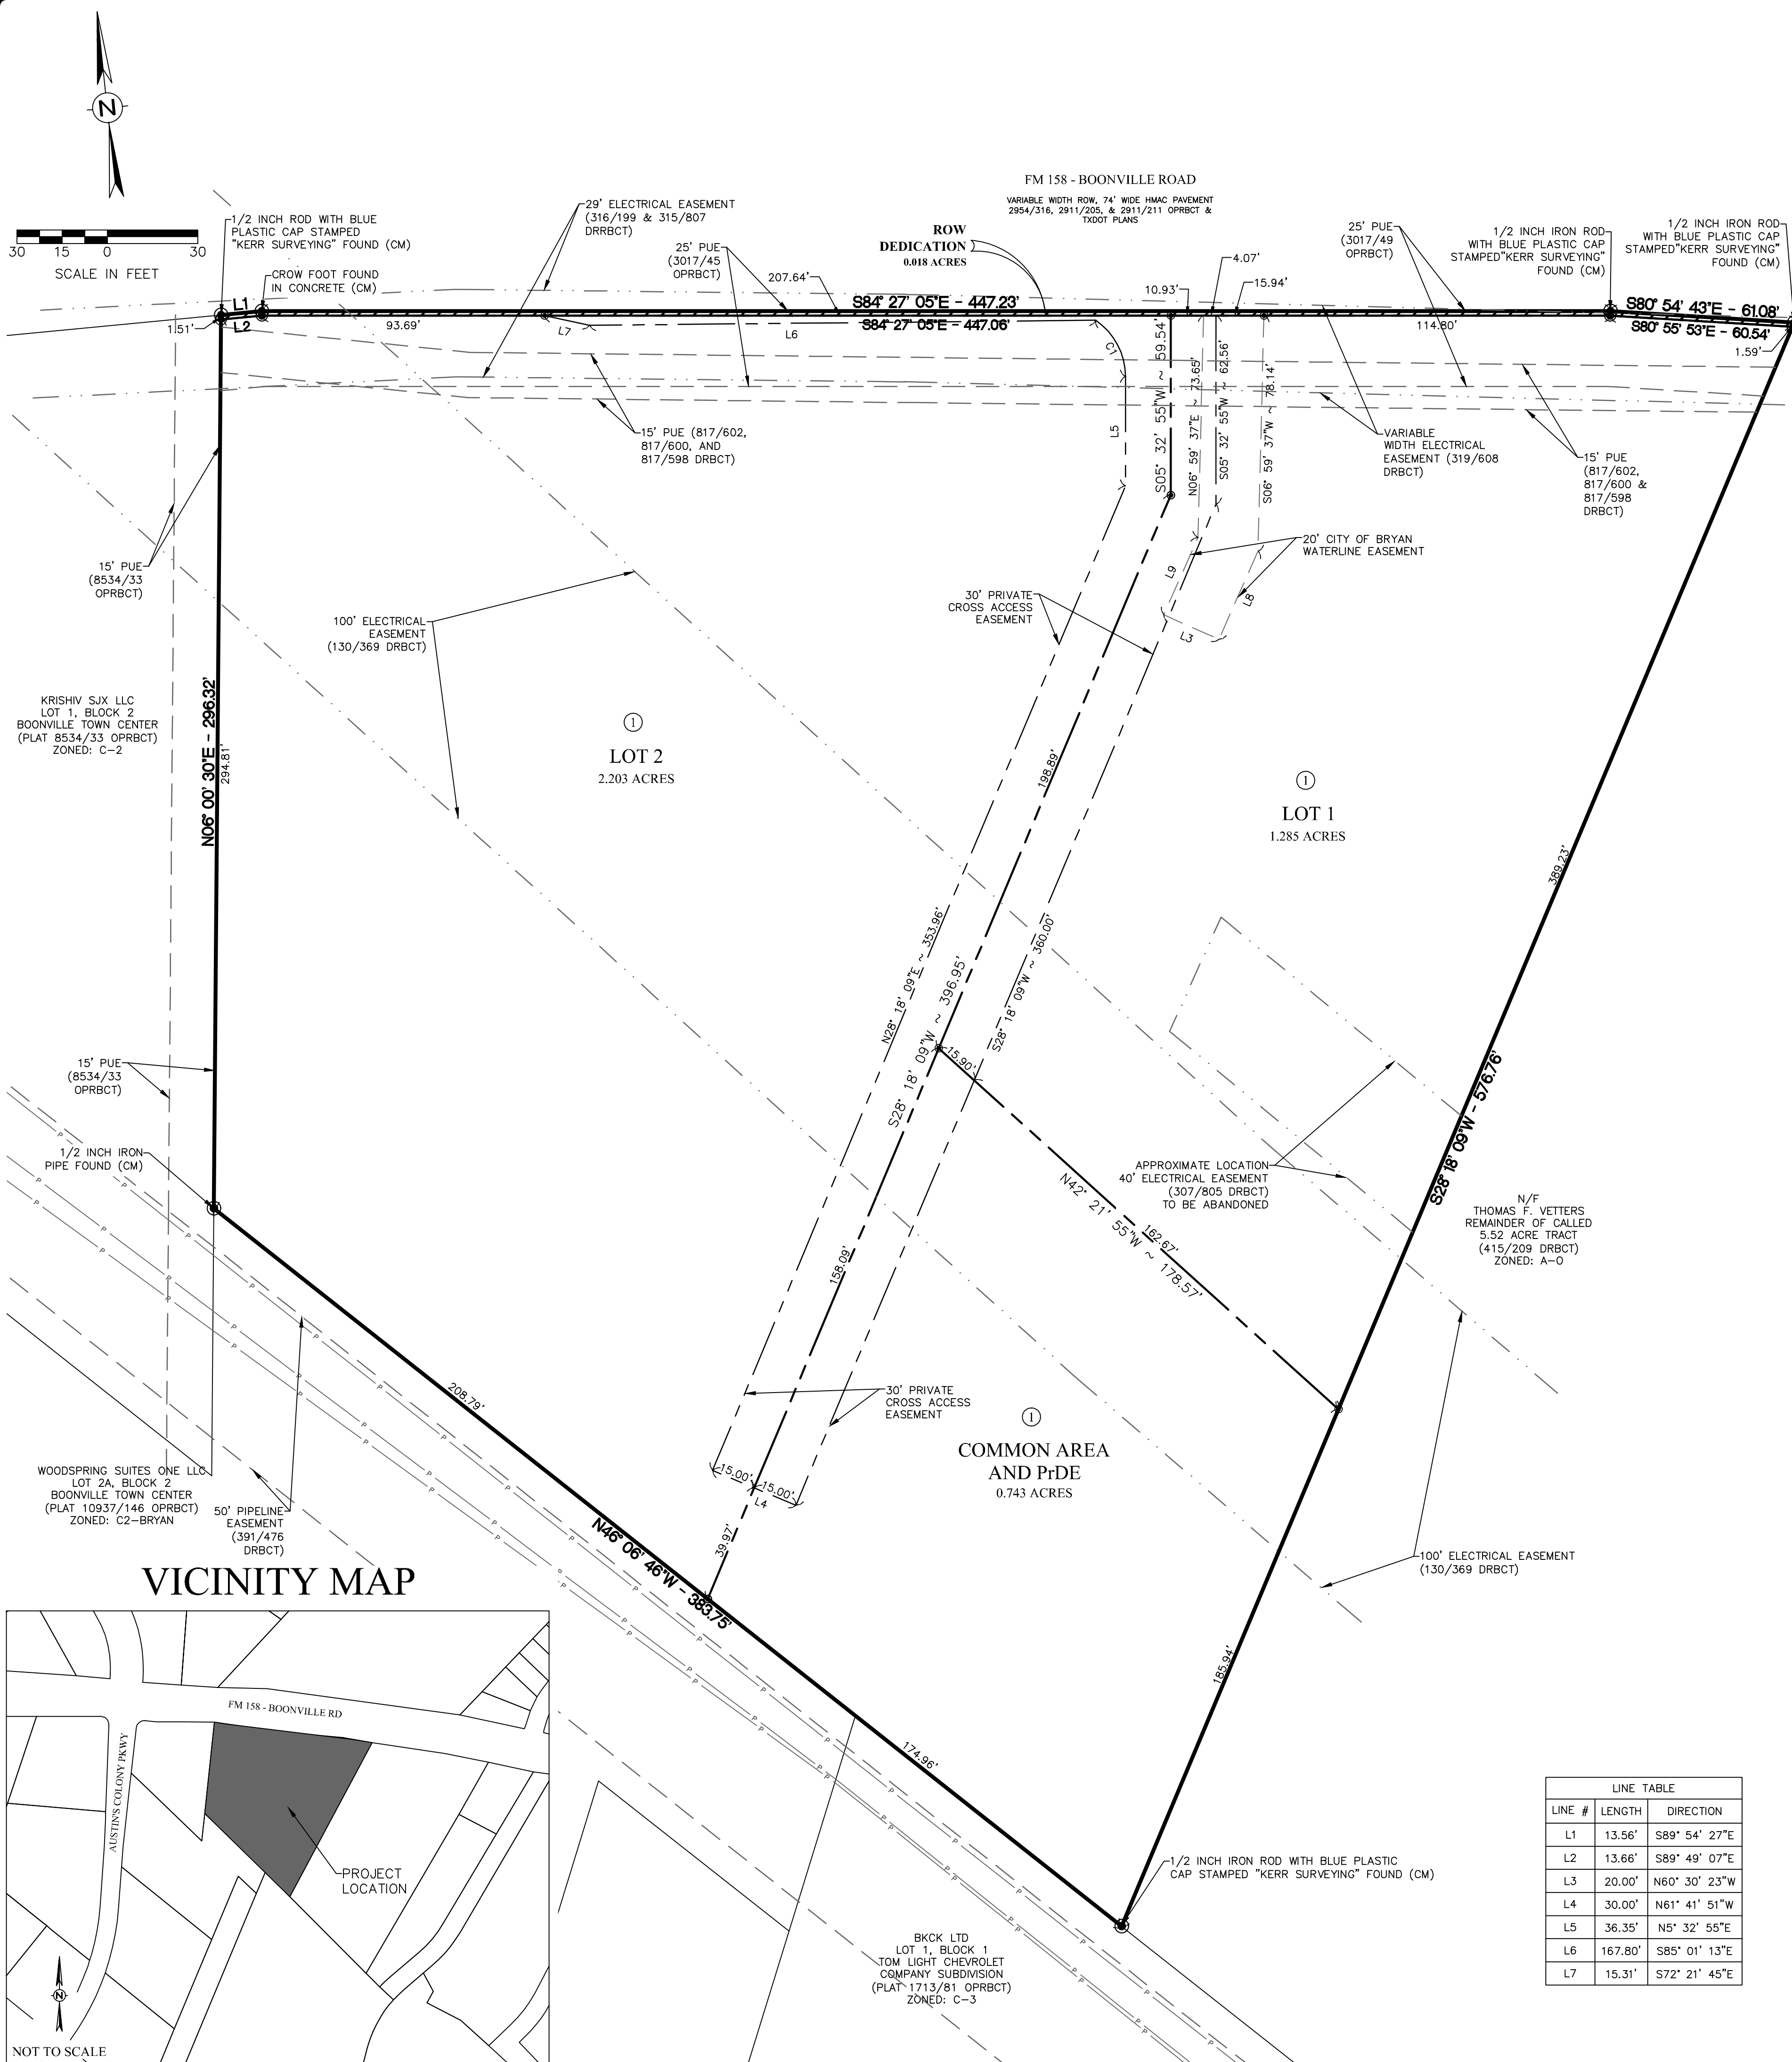 N
30 15 0 30
SCALE IN FEET
1/2 INCH ROD WITH BLUE
PLASTIC CAP STAMPED
"KERR SURVEYING" FOUND (CM)
CROW FOOT FOUND
IN CONCRETE (CM)
29' ELECTRICAL EASEMENT
(316/199 & 315/807
DRRBCT)
25' PUE
(3017/45
OPRBCT)
207.64'
ROW
DEDICATION
0.018 ACRES
FM 158 - BOONVILLE ROAD
VARIABLE WIDTH ROW, 74' WIDE HMAC PAVEMENT
2954/316, 2911/205, & 2911/211 OPRBCT &
TXDOT PLANS
4.07'
10.93'
15.94'
25' PUE
(3017/49
OPRBCT)
1/2 INCH IRON ROD
WITH BLUE PLASTIC CAP
STAMPED"KERR SURVEYING"
FOUND (CM)
1/2 INCH IRON ROD
WITH BLUE PLASTIC CAP
STAMPED"KERR SURVEYING"
FOUND (CM)
L1
L2
1.51'
93.69'
L7
L6
S84° 27' 05"E - 447.23'
S84° 27' 05"E - 447.06'
C1
L5
114.80'
S80° 54' 43"E - 61.08'
S80° 55' 53"E - 60.54'
1.59'
S05° 32' 55"W ~ 59.54'
N06° 59' 37"E ~ 73.65'
S05° 32' 55"W ~ 62.56'
S06° 59' 37"W ~ 78.14'
15' PUE (817/602,
817/600, AND
817/598 DRBCT)
VARIABLE
WIDTH ELECTRICAL
EASEMENT (319/608
DRBCT)
15' PUE
(817/602,
817/600 &
817/598
DRBCT)
15' PUE
(8534/33
OPRBCT)
20' CITY OF BRYAN
WATERLINE EASEMENT
L9
L8
L3
30' PRIVATE
CROSS ACCESS
EASEMENT
100' ELECTRICAL
EASEMENT
(130/369 DRBCT)
KRISHIV SJX LLC
LOT 1, BLOCK 2
BOONVILLE TOWN CENTER
(PLAT 8534/33 OPRBCT)
ZONED: C-2
N06° 00' 30"E - 296.32'
294.81'
1
LOT 2
2.203 ACRES
198.89'
1
LOT 1
1.285 ACRES
389.23'
N28° 18' 09"E ~ 353.96'
S28° 18' 09"W ~ 396.95'
S28° 18' 09"W ~ 360.00'
15.90'
15' PUE
(8534/33
OPRBCT)
1/2 INCH IRON
PIPE FOUND (CM)
APPROXIMATE LOCATION
40' ELECTRICAL EASEMENT
(307/805 DRBCT)
TO BE ABANDONED
N42° 21' 55"W ~ 178.57'
162.67'
S28° 18' 09"W - 576.76'
N/F
THOMAS F. VETTERS
REMAINDER OF CALLED
5.52 ACRE TRACT
(415/209 DRBCT)
ZONED: A-O
158.09'
208.79'
30' PRIVATE
CROSS ACCESS
EASEMENT
1
COMMON AREA
AND PrDE
0.743 ACRES
15.00'
15.00'
L4
39.97'
WOODSPRING SUITES ONE LLC
LOT 2A, BLOCK 2
BOONVILLE TOWN CENTER
(PLAT 10937/146 OPRBCT)
ZONED: C2-BRYAN
50' PIPELINE
EASEMENT
(391/476
DRBCT)
N46° 06' 46"W - 383.75'
100' ELECTRICAL EASEMENT
(130/369 DRBCT)
185.94'
174.96'
VICINITY MAP
FM 158 - BOONVILLE RD
AUSTIN'S COLONY PKWY
PROJECT
LOCATION
N
NOT TO SCALE
1/2 INCH IRON ROD WITH BLUE PLASTIC
CAP STAMPED "KERR SURVEYING" FOUND (CM)
BKCK LTD
LOT 1, BLOCK 1
TOM LIGHT CHEVROLET
COMPANY SUBDIVISION
(PLAT 1713/81 OPRBCT)
ZONED: C-3
LINE TABLE
LINE # LENGTH DIRECTION
L1 13.56' S89° 54' 27"E
L2 13.66' S89° 49' 07"E
L3 20.00' N60° 30' 23"W
L4 30.00' N61° 41' 51"W
L5 36.35' N5° 32' 55"E
L6 167.80' S85° 01' 13"E
L7 15.31' S72° 21' 45"E